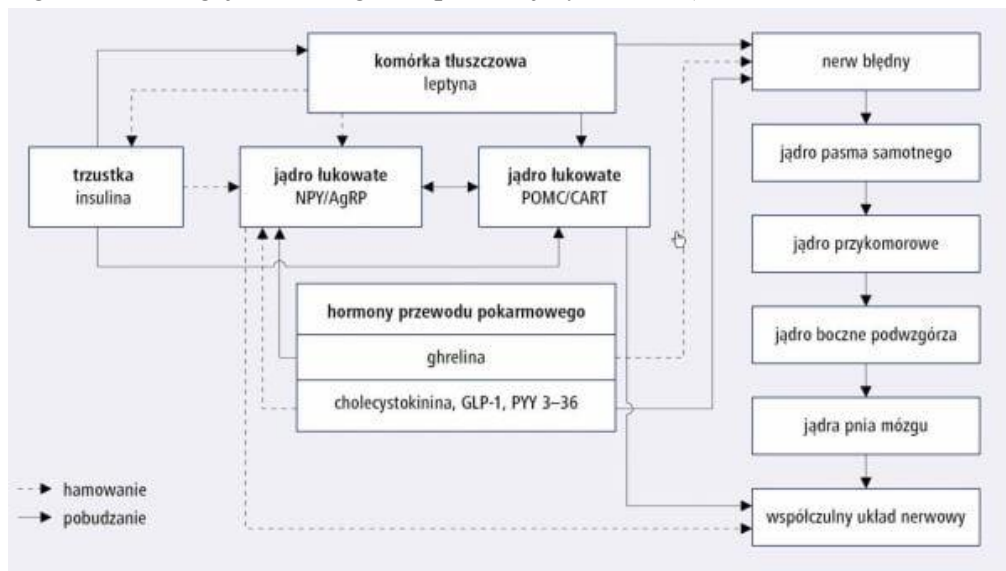 komórka tłuszczowa
leptyna
nerw błędny
jądro pasma samotnego
trzustka
insulina
jądro łukowate
NPY/AgRP
jądro łukowate
POMC/CART
jądro przykomorowe
hormony przewodu pokarmowego
ghrelina
cholecystokinina, GLP-1, PYY 3–36
jądro boczne podwzgórza
jądra pnia mózgu
współczulny układ nerwowy
hamowanie
pobudzanie